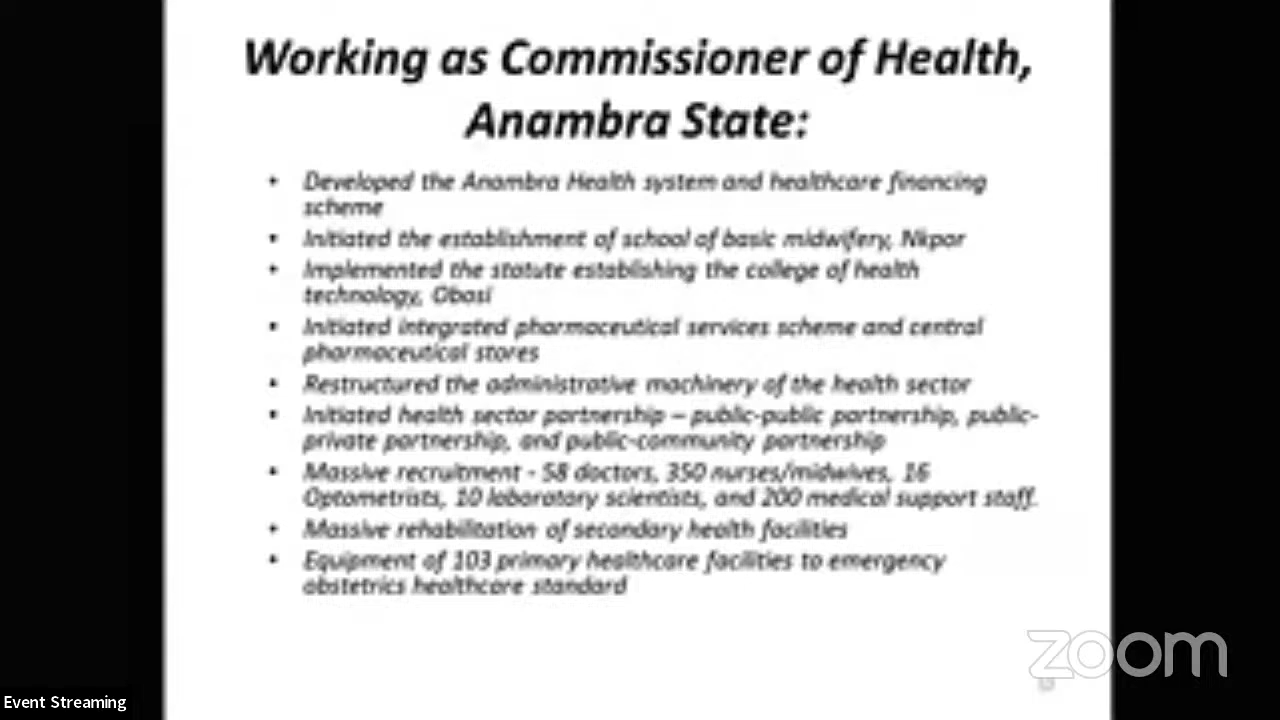 Working as Commissioner of Health,
Anambra State:
• Developed the Anambra Health system and healthcare financing
scheme
• Initiated the establishment of school of basic midwifery, Nkpor
• Implemented the statute establishing the college of health
technology, Obosi
• Initiated integrated pharmaceutical services scheme and central
pharmaceutical stores
• Restructured the administrative machinery of the health sector
• Initiated health sector partnership – public-public partnership, public-
private partnership, and public-community partnership
• Massive recruitment - 58 doctors, 350 nurses/midwives, 16
Optometrists, 10 laboratory scientists, and 200 medical support staff.
• Massive rehabilitation of secondary health facilities
• Equipment of 103 primary healthcare facilities to emergency
obstetrics healthcare standard
zoom
Event Streaming